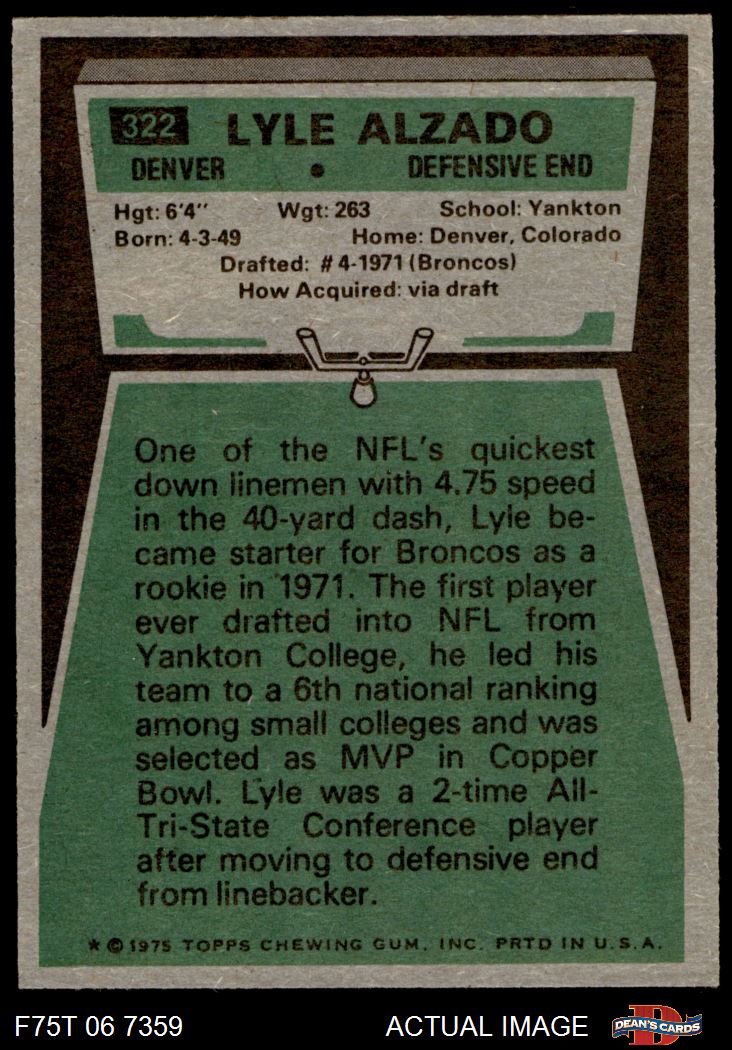 322 LYLE ALZADO
DENVER • DEFENSIVE END
Hgt: 6'4" Wgt: 263 School: Yankton
Born: 4-3-49 Home: Denver, Colorado
Drafted: #4-1971 (Broncos)
How Acquired: via draft
One of the NFL's quickest
down linemen with 4.75 speed
in the 40-yard dash, Lyle be-
came starter for Broncos as a
rookie in 1971. The first player
ever drafted into NFL from
Yankton College, he led his
team to a 6th national ranking
among small colleges and was
selected as MVP in Copper
Bowl. Lyle was a 2-time All-
Tri-State Conference player
after moving to defensive end
from linebacker.
★ © 1975 TOPPS CHEWING GUM, INC. PRTD IN U.S.A.
F75T 06 7359 ACTUAL IMAGE DEAN'S CARDS